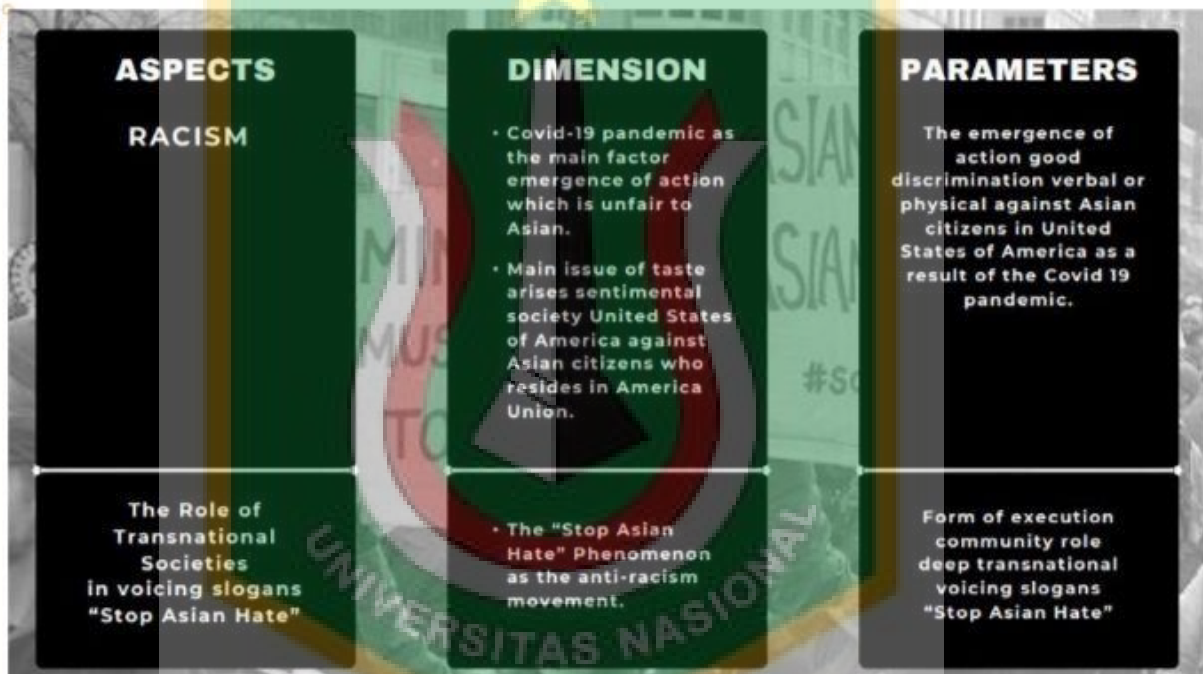 ASPECTS
RACISM
The Role of
Transnational
Societies
in voicing slogans
“Stop Asian Hate”
DIMENSION
• Covid-19 pandemic as
the main factor
emergence of action
which is unfair to
Asian.
• Main issue of taste
arises sentimental
society United States
of America against
Asian citizens who
resides in America
Union.
• The “Stop Asian
Hate” Phenomenon
as the anti-racism
movement.
PARAMETERS
The emergence of
action good
discrimination verbal or
physical against Asian
citizens in United
States of America as a
result of the Covid 19
pandemic.
Form of execution
community role
deep transnational
voicing slogans
“Stop Asian Hate”
UNIVERSITAS NASIONAL